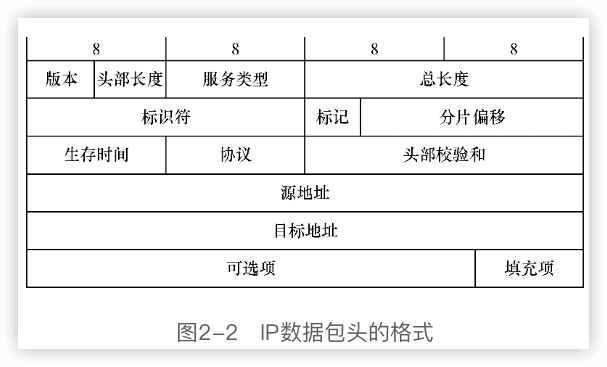 8 8 8 8
版本 头部长度 服务类型 总长度
标识符 标记 分片偏移
生存时间 协议 头部校验和
源地址
目标地址
可选项 填充项
图2-2 IP数据包头的格式